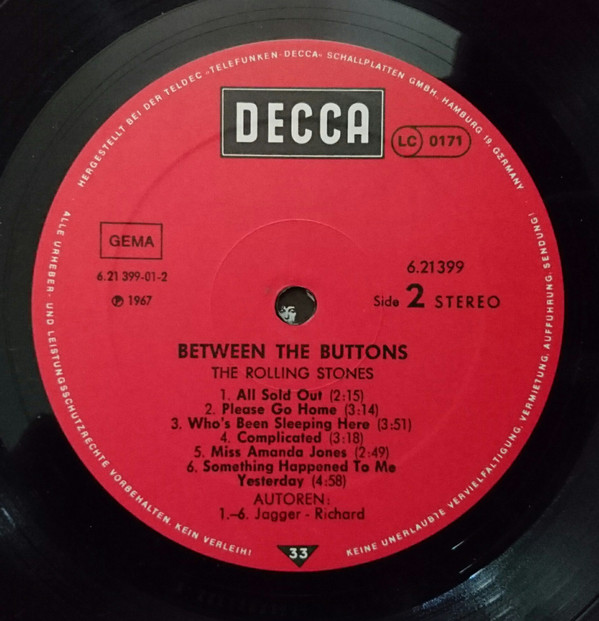 HERGESTELLT BEI DER TELDEC »TELEFUNKEN-DECCA« SCHALLPLATTEN GMBH., HAMBURG 19, GERMANY
DECCA
LC 0171
GEMA
6.21 399-01-2
℗ 1967
6.21399
Side 2 STEREO
BETWEEN THE BUTTONS
THE ROLLING STONES
1. All Sold Out (2:15)
2. Please Go Home (3:14)
3. Who's Been Sleeping Here (3:51)
4. Complicated (3:18)
5. Miss Amanda Jones (2:49)
6. Something Happened To Me
Yesterday (4:58)
AUTOREN:
1.-6. Jagger - Richard
33
ALLE URHEBER- UND LEISTUNGSSCHUTZRECHTE VORBEHALTEN, KEIN VERLEIH!
KEINE UNERLAUBTE VERVIELFÄLTIGUNG, VERMIETUNG, AUFFÜHRUNG, SENDUNG!